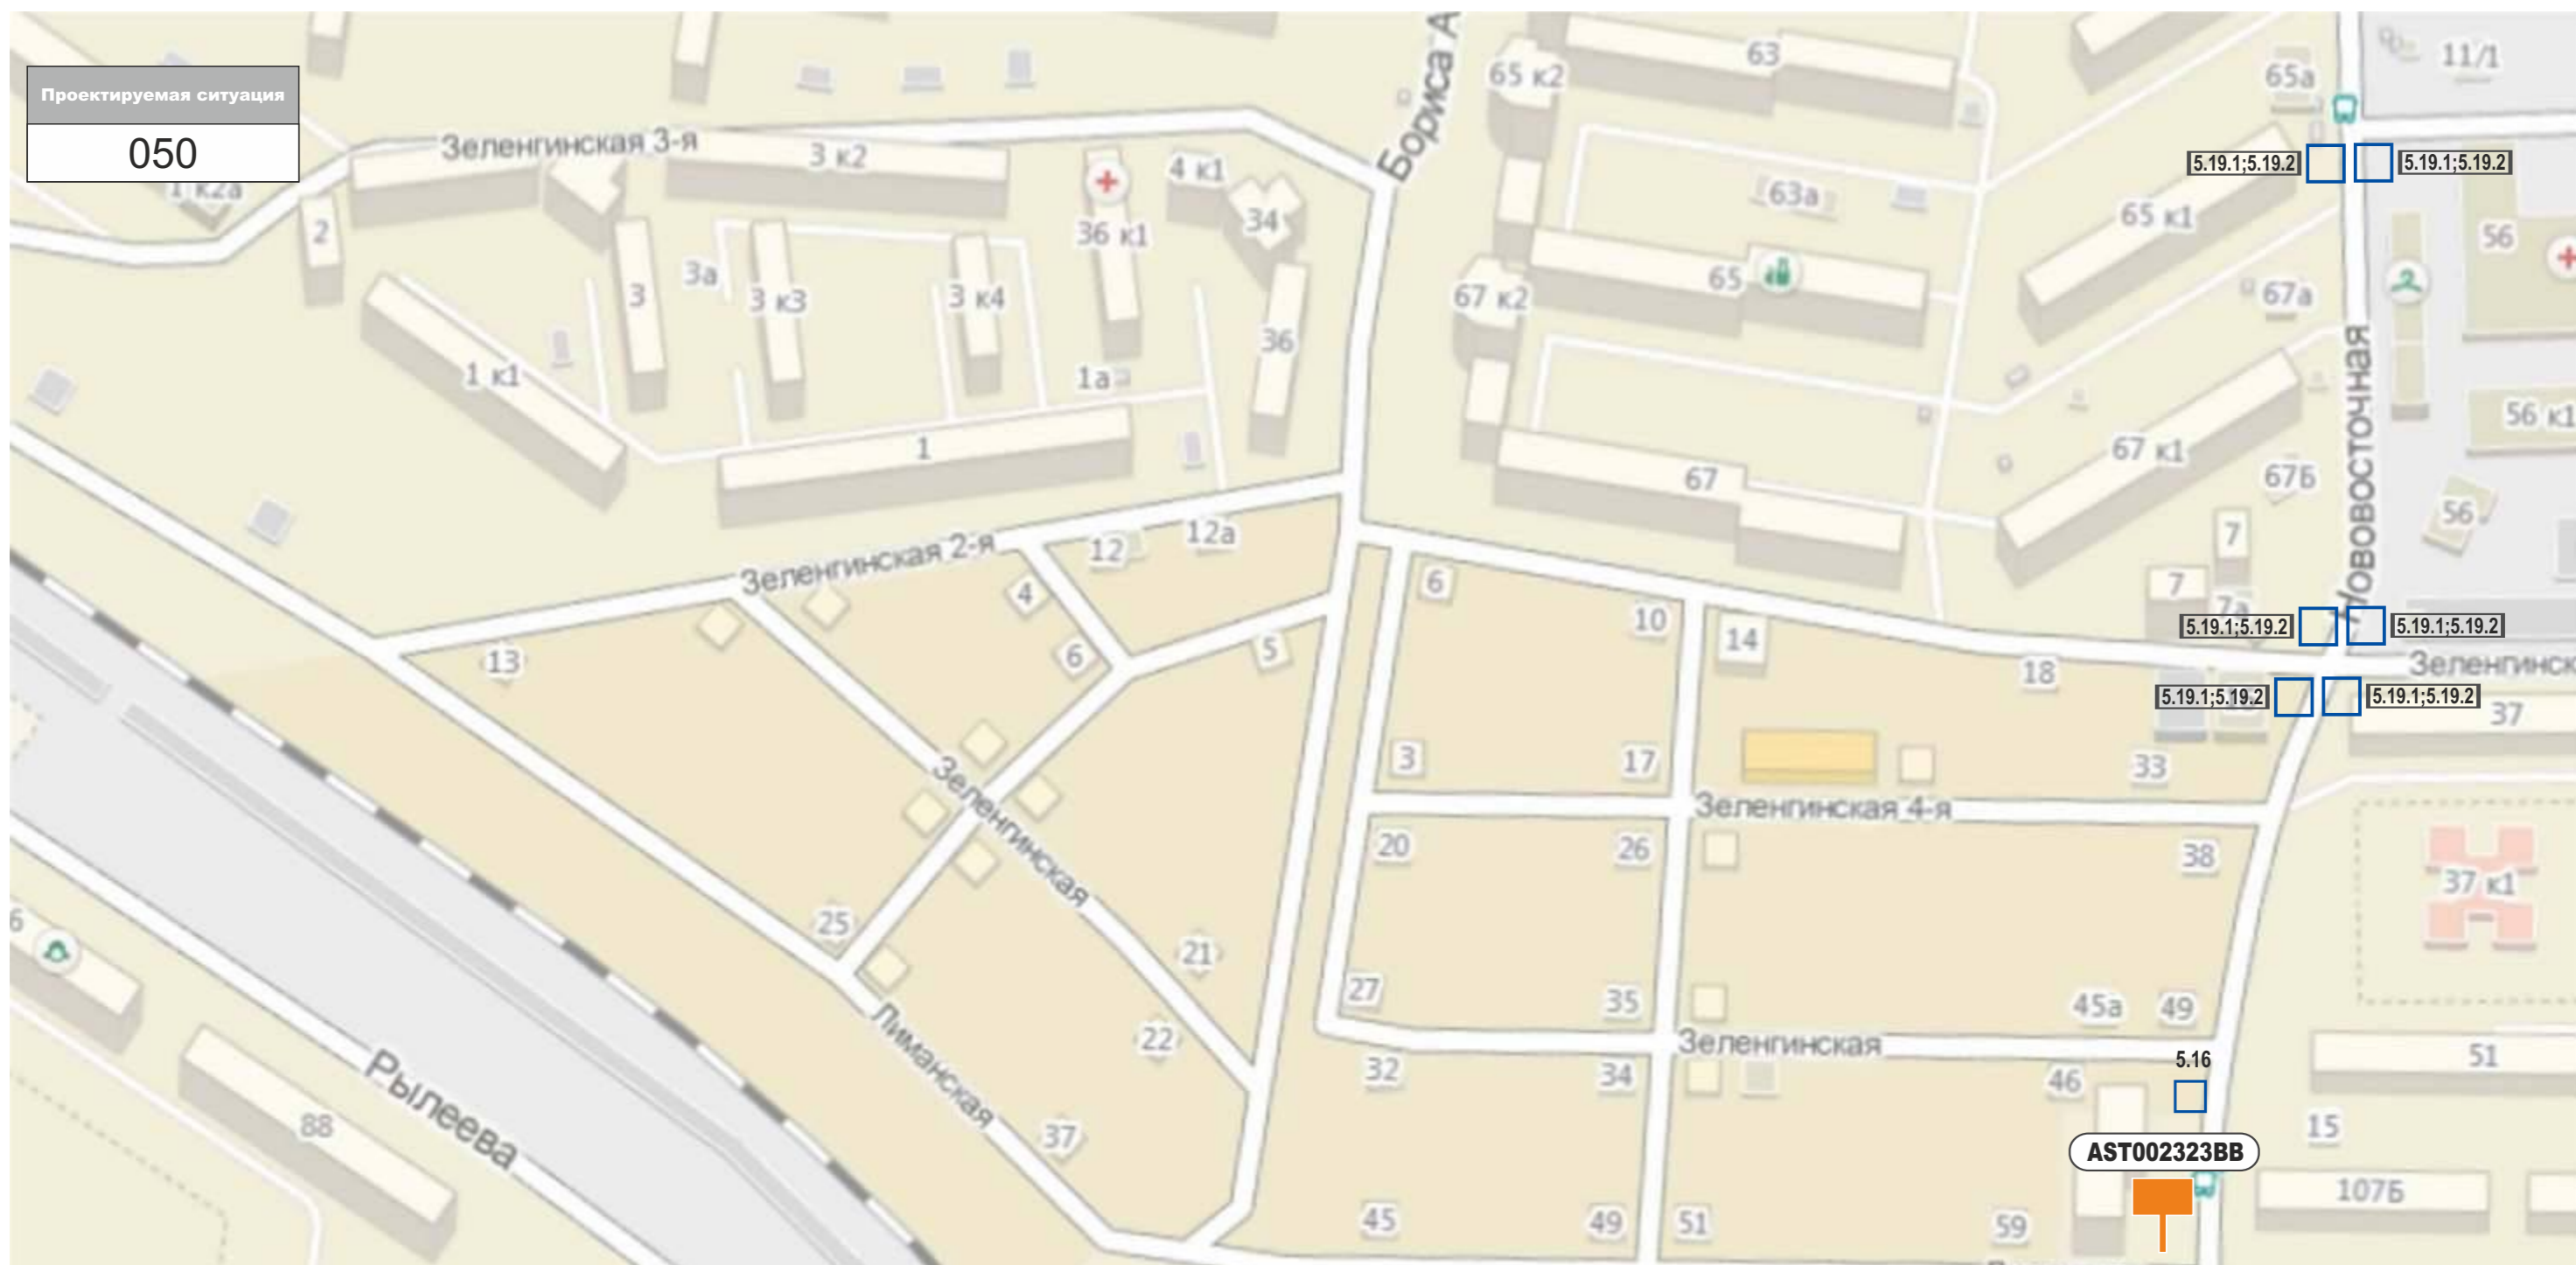 Проектируемая ситуация
050
Бориса А
63
65 к2
65а
11/1
Зеленгинская 3-я
3 к2
4 к1
5.19.1;5.19.2
5.19.1;5.19.2
1 к2а
2
36 к1
34
63а
65 к1
56
3а
3
3 к3
3 к4
36
67 к2
65
67а
1 к1
1а
1
67
67 к1
67Б
56 к1
56
Нововосточная
12
12а
Зеленгинская 2-я
4
6
7
7
7а
10
14
5.19.1;5.19.2
5.19.1;5.19.2
13
6
5
18
Зеленгинск
5.19.1;5.19.2
5.19.1;5.19.2
37
3
17
33
Зеленгинская
Зеленгинская 4-я
20
26
38
37 к1
6
25
21
27
35
45а
49
Лиманская
22
Зеленгинская
5.16
51
Рылеева
88
37
32
34
46
15
AST002323BB
107Б
45
49
51
59